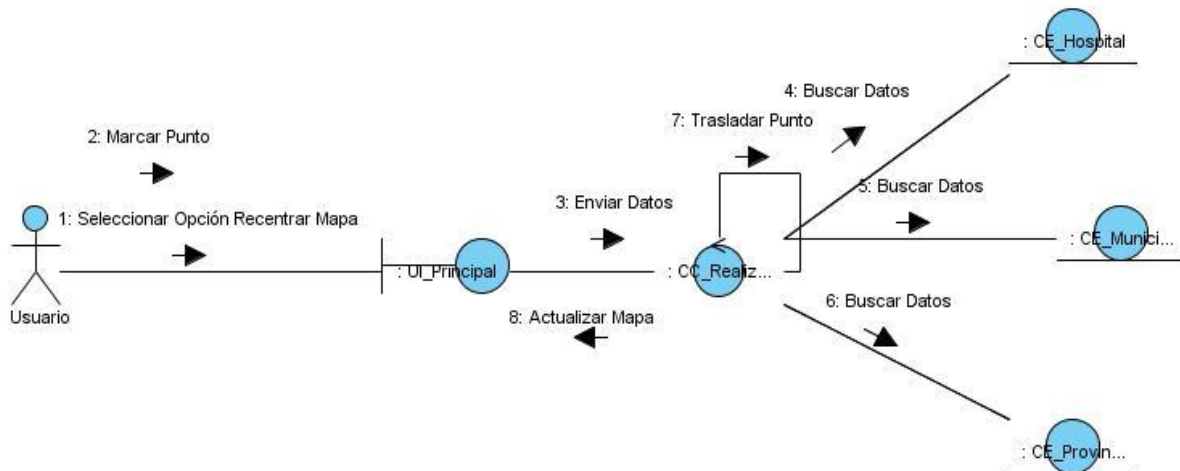 : CE_Hospital
4: Buscar Datos
7: Trasladar Punto
2: Marcar Punto
5: Buscar Datos
3: Enviar Datos
1: Seleccionar Opción Recentrar Mapa
: CE_Munici...
: UI_Principal
: CC_Realiz...
6: Buscar Datos
Usuario
8: Actualizar Mapa
: CE_Provin...